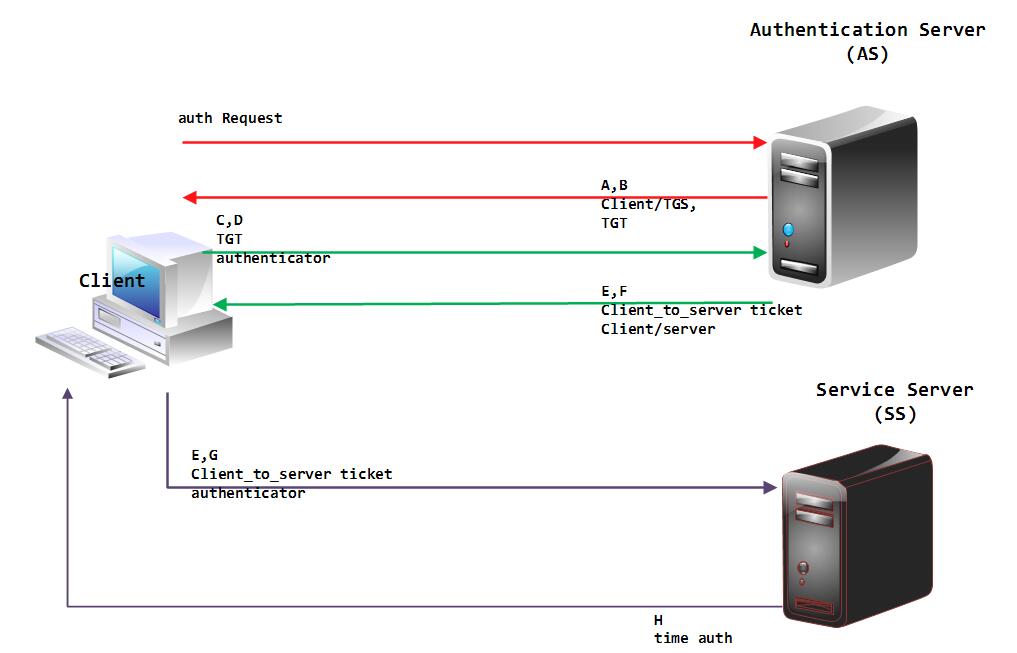 Authentication Server
(AS)
auth Request
A,B
Client/TGS,
TGT
C,D
TGT
authenticator
Client
E,F
Client_to_server ticket
Client/server
Service Server
(SS)
E,G
Client_to_server ticket
authenticator
H
time auth